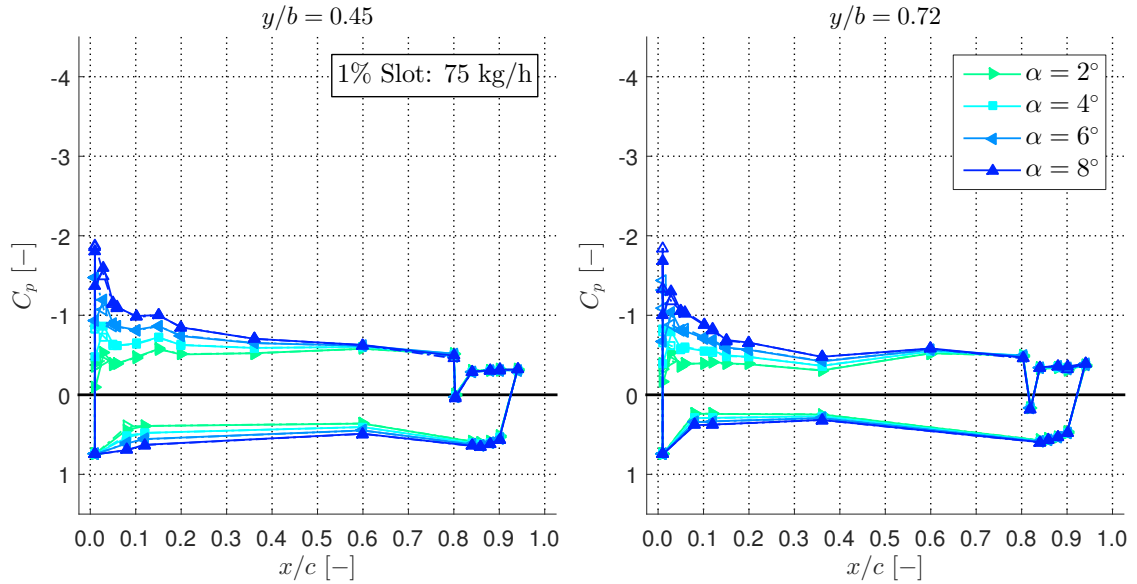 y/b = 0.45
1% Slot: 75 kg/h
-4
-3
-2
-1
0
1
C_p [−]
0.0 0.1 0.2 0.3 0.4 0.5 0.6 0.7 0.8 0.9 1.0
x/c [−]
y/b = 0.72
α = 2°
α = 4°
α = 6°
α = 8°
-4
-3
-2
-1
0
1
C_p [−]
0.0 0.1 0.2 0.3 0.4 0.5 0.6 0.7 0.8 0.9 1.0
x/c [−]